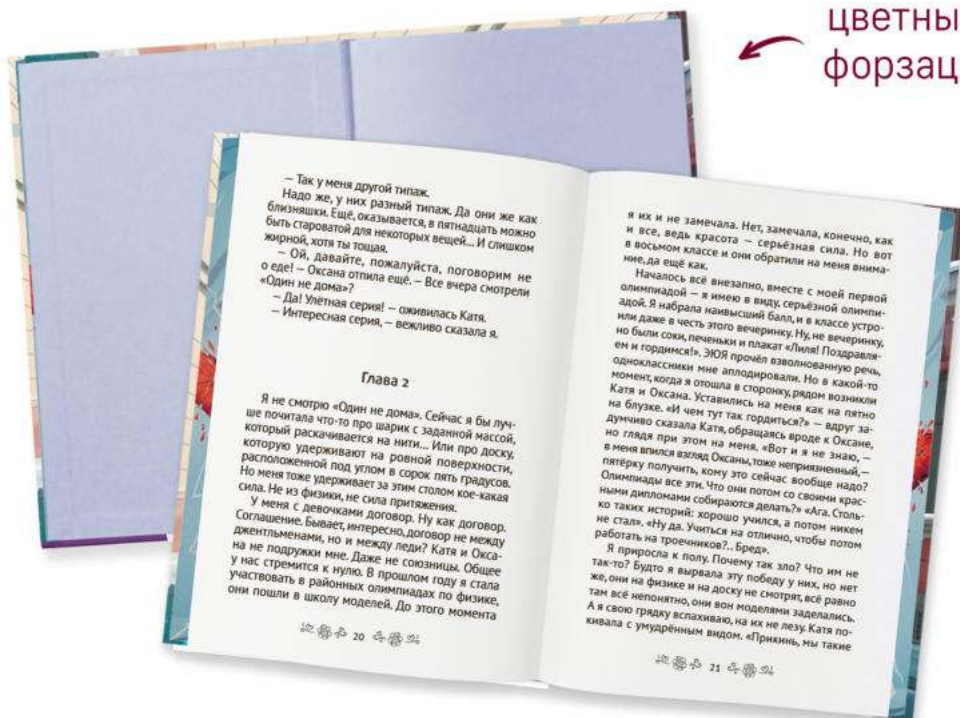 цветны
форзац
— Так у меня другой типаж.
Надо же, у них разный типаж. Да они же как
близняшки. Ещё, оказывается, в пятнадцать можно
быть староватой для некоторых вещей... И слишком
жирной, хотя ты тощая.
— Ой, давайте, пожалуйста, поговорим не
о еде! — Оксана отпила ещё. — Все вчера смотрели
«Один не дома»?
— Да! Улётная серия! — оживилась Катя.
— Интересная серия, — вежливо сказала я.
Глава 2
Я не смотрю «Один не дома». Сейчас я бы луч-
ше почитала что-то про шарик с заданной массой,
который раскачивается на нити... Или про доску,
которую удерживают на ровной поверхности,
расположенной под углом в сорок пять градусов.
Но меня тоже удерживает за этим столом кое-какая
сила. Не из физики, не сила притяжения.
У меня с девочками договор. Ну как договор.
Соглашение. Бывает, интересно, договор не между
джентльменами, но и между леди? Катя и Окса-
на не подружки мне. Даже не союзницы. Общее
у нас стремится к нулю. В прошлом году я стала
участвовать в районных олимпиадах по физике,
они пошли в школу моделей. До этого момента
20
я их и не замечала. Нет, замечала, конечно, как
и все, ведь красота — серьёзная сила. Но вот
в восьмом классе и они обратили на меня внима-
ние, да ещё как.
Началось всё внезапно, вместе с моей первой
олимпиадой — я имею в виду, серьёзной олимпи-
адой. Я набрала наивысший балл, и в классе устро-
или даже в честь этого вечеринку. Ну, не вечеринку,
но были соки, печеньки и плакат «Лиля! Поздравля-
ем и гордимся!». ЭЮЯ прочёл взволнованную речь,
одноклассники мне аплодировали. Но в какой-то
момент, когда я отошла в сторонку, рядом возникли
Катя и Оксана. Уставились на меня как на пятно
на блузке. «И чем тут так гордиться?» — вдруг за-
думчиво сказала Катя, обращаясь вроде к Оксане,
но глядя при этом на меня. «Вот и я не знаю, —
в меня впился взгляд Оксаны, тоже неприязненный, —
пятёрку получить, кому это сейчас вообще надо?
Олимпиады все эти. Что они потом со своими крас-
ными дипломами собираются делать?» «Ага. Столь-
ко таких историй: хорошо учился, а потом никем
не стал». «Ну да. Учиться на отлично, чтобы потом
работать на троечников?.. Бред».
Я приросла к полу. Почему так зло? Что им не
так-то? Будто я вырвала эту победу у них, но нет
же, они на физике и на доску не смотрят, всё равно
там всё непонятно, они вон моделями заделались.
А я свою грядку вспахиваю, на их не лезу. Катя по-
кивала с умудрённым видом. «Прикинь, мы такие
21